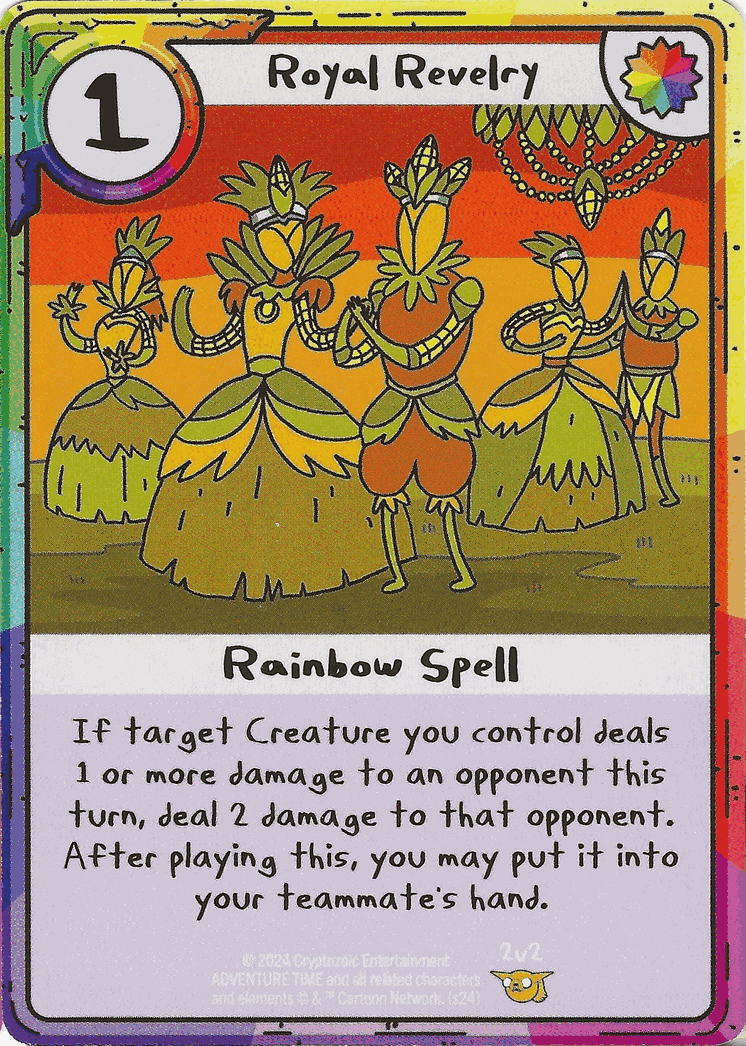 1
Royal Revelry
Rainbow Spell
If target Creature you control deals
1 or more damage to an opponent this
turn, deal 2 damage to that opponent.
After playing this, you may put it into
your teammate's hand.
2v2
© 2024 Cryptozoic Entertainment
ADVENTURE TIME and all related characters
and elements © & ™ Cartoon Network. (s24)